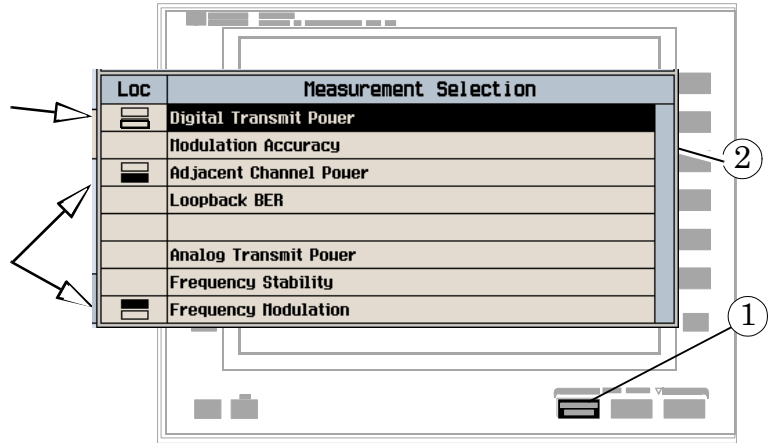 Loc Measurement Selection
Digital Transmit Power
Modulation Accuracy
Adjacent Channel Power
Loopback BER
Analog Transmit Power
Frequency Stability
Frequency Modulation
2
1